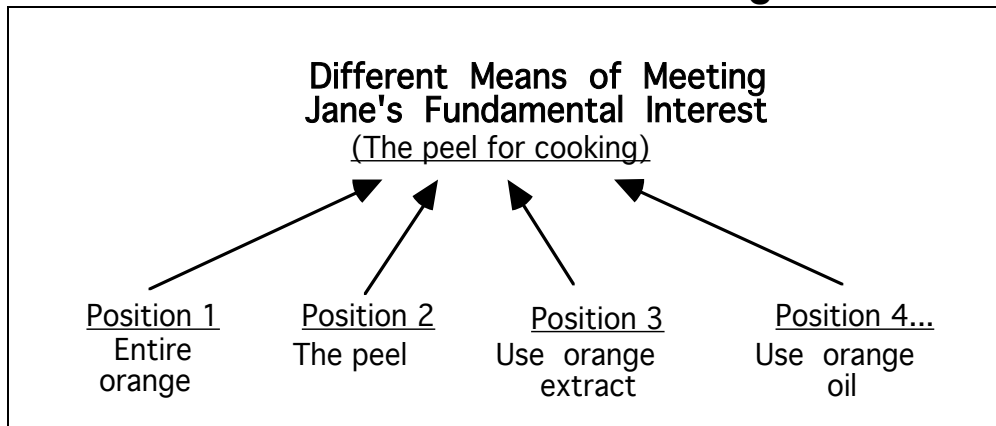 Different Means of Meeting
Jane's Fundamental Interest
(The peel for cooking)
Position 1
Entire
orange
Position 2
The peel
Position 3
Use orange
extract
Position 4...
Use orange
oil